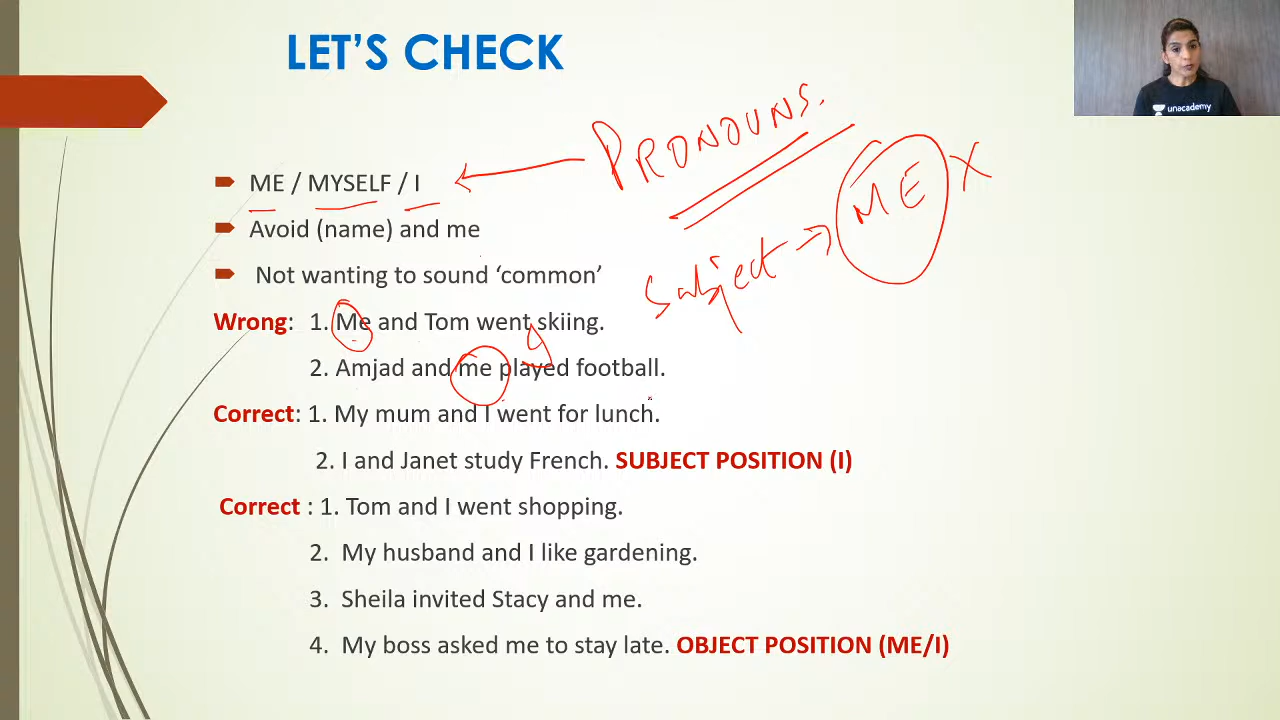 LET'S CHECK
unacademy
PRONOUNS.
ME / MYSELF / I
ME X
Avoid (name) and me
Subject →
Not wanting to sound ‘common’
Wrong: 1. Me and Tom went skiing.
2. Amjad and me played football.
Correct: 1. My mum and I went for lunch.
2. I and Janet study French. SUBJECT POSITION (I)
Correct : 1. Tom and I went shopping.
2. My husband and I like gardening.
3. Sheila invited Stacy and me.
4. My boss asked me to stay late. OBJECT POSITION (ME/I)